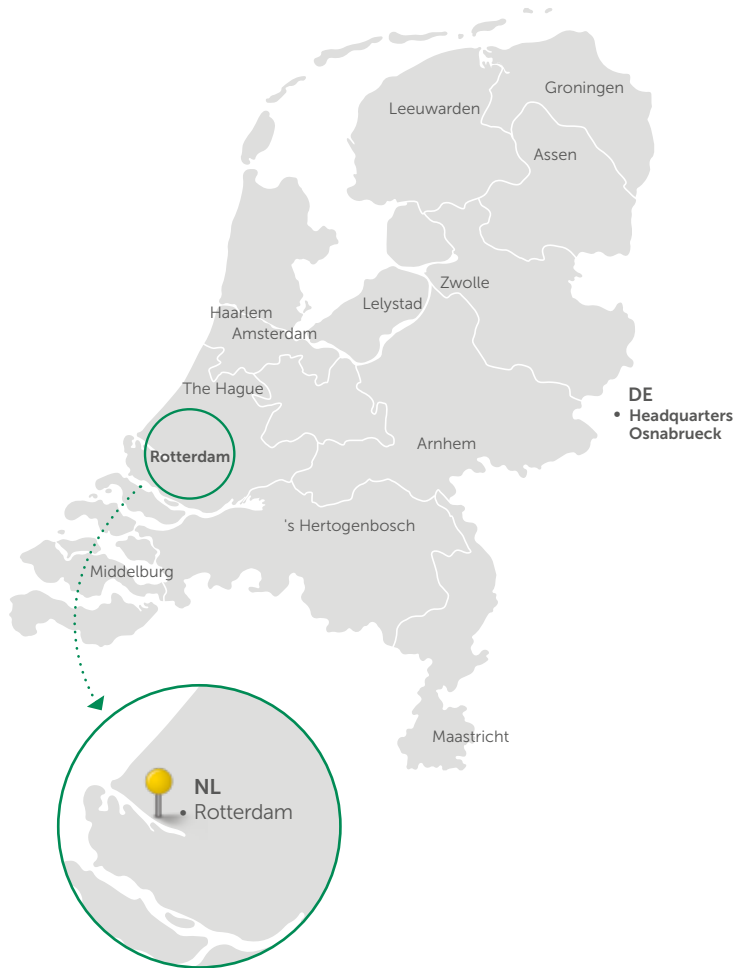 Groningen
Leeuwarden
Assen
Zwolle
Lelystad
Haarlem
Amsterdam
The Hague
DE
• Headquarters
Osnabrueck
Arnhem
Rotterdam
's Hertogenbosch
Middelburg
Maastricht
NL
• Rotterdam